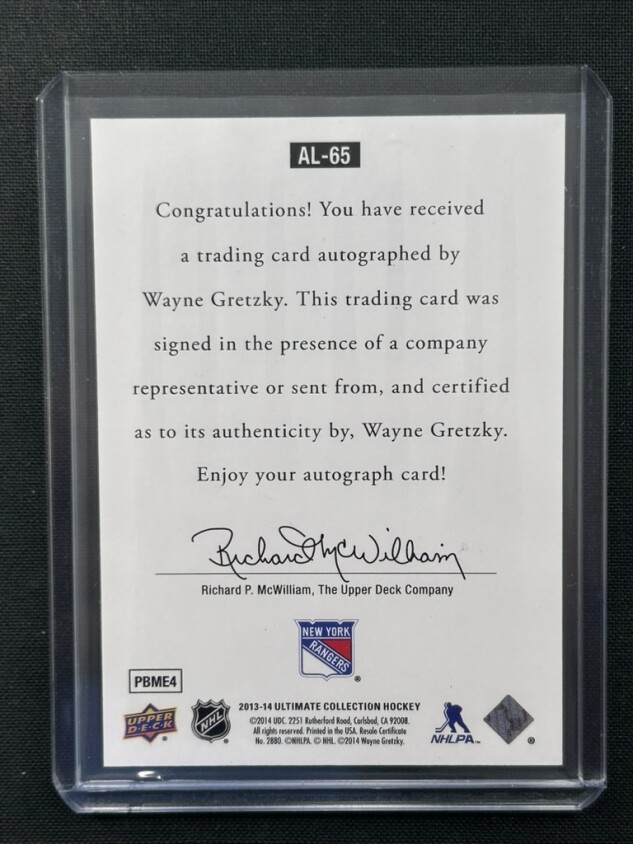 AL-65
Congratulations! You have received
a trading card autographed by
Wayne Gretzky. This trading card was
signed in the presence of a company
representative or sent from, and certified
as to its authenticity by, Wayne Gretzky.
Enjoy your autograph card!
Richard McWilliam
Richard P. McWilliam, The Upper Deck Company
NEW YORK
RANGERS
®
PBME4
UPPER
D·E·C·K
®
NHL
®
2013-14 ULTIMATE COLLECTION HOCKEY
©2014 UDC. 2251 Rutherford Road, Carlsbad, CA 92008.
All rights reserved. Printed in the USA. Resale Certificate
No. 2880. ©NHLPA. © NHL. ©2014 Wayne Gretzky.
NHLPA™
®